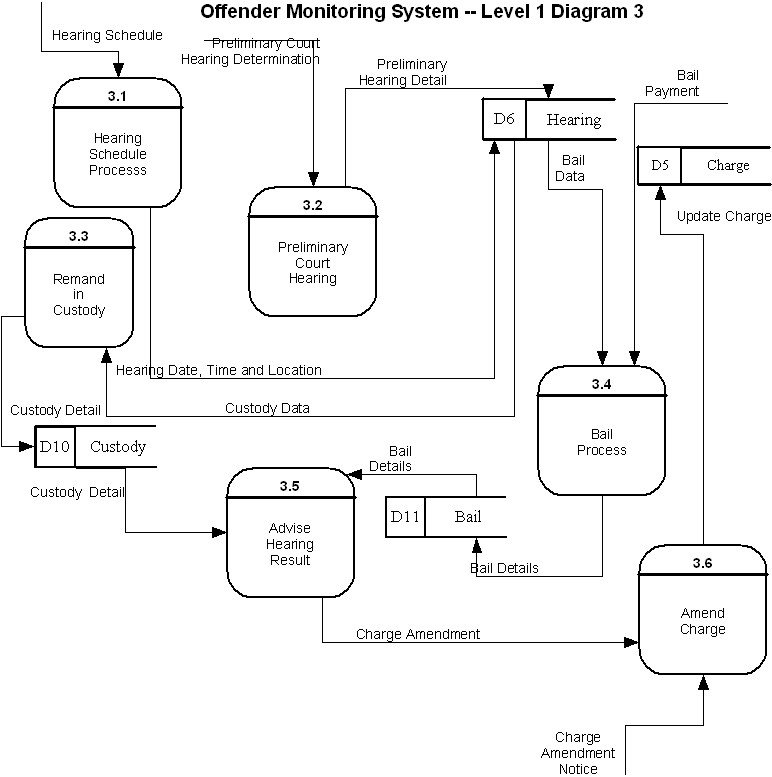 Offender Monitoring System -- Level 1 Diagram 3
Hearing Schedule
Preliminary Court
Hearing Determination
Preliminary
Hearing Detail
Bail
Payment
3.1
Hearing
Schedule
Processs
D6
Hearing
Bail
Data
D5
Charge
Update Charge
3.2
Preliminary
Court
Hearing
3.3
Remand
in
Custody
Hearing Date, Time and Location
Custody Detail
Custody Data
3.4
Bail
Process
D10
Custody
Custody Detail
Bail
Details
3.5
Advise
Hearing
Result
D11
Bail
Bail Details
3.6
Amend
Charge
Charge Amendment
Charge
Amendment
Notice